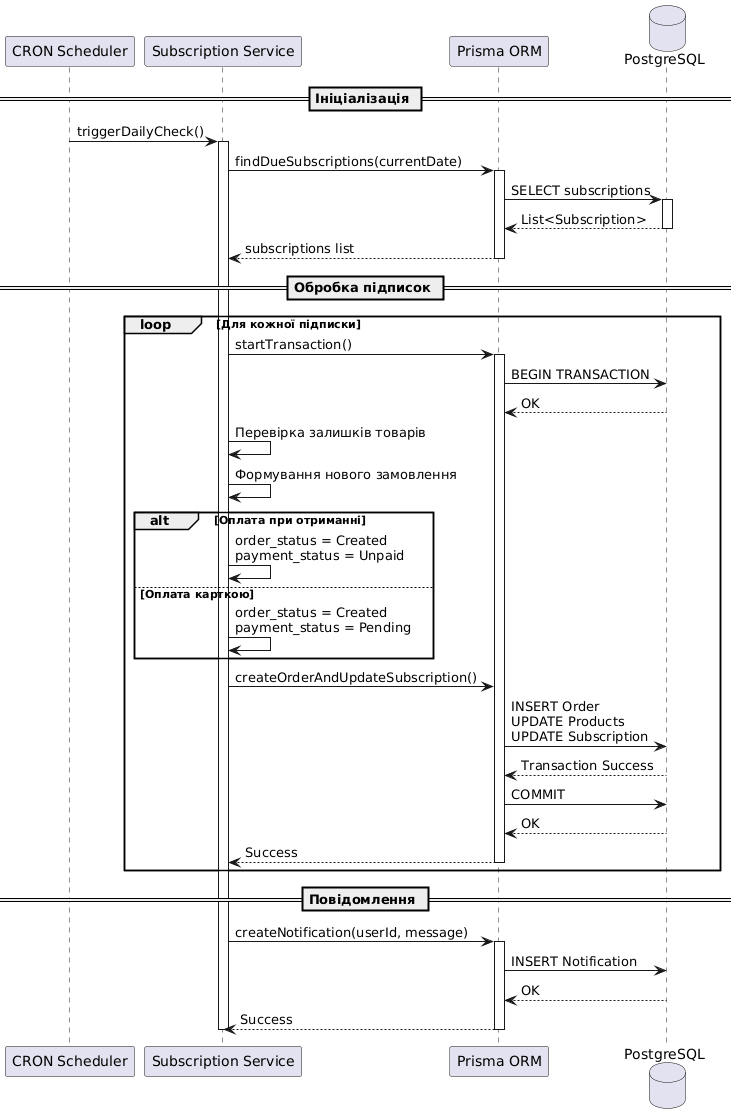 CRON Scheduler
Subscription Service
Prisma ORM
PostgreSQL
Ініціалізація
triggerDailyCheck()
findDueSubscriptions(currentDate)
SELECT subscriptions
List<Subscription>
subscriptions list
Обробка підписок
loop
[Для кожної підписки]
startTransaction()
BEGIN TRANSACTION
OK
Перевірка залишків товарів
Формування нового замовлення
alt
[Оплата при отриманні]
order_status = Created
payment_status = Unpaid
[Оплата карткою]
order_status = Created
payment_status = Pending
createOrderAndUpdateSubscription()
INSERT Order
UPDATE Products
UPDATE Subscription
Transaction Success
COMMIT
OK
Success
Повідомлення
createNotification(userId, message)
INSERT Notification
OK
Success
CRON Scheduler
Subscription Service
Prisma ORM
PostgreSQL